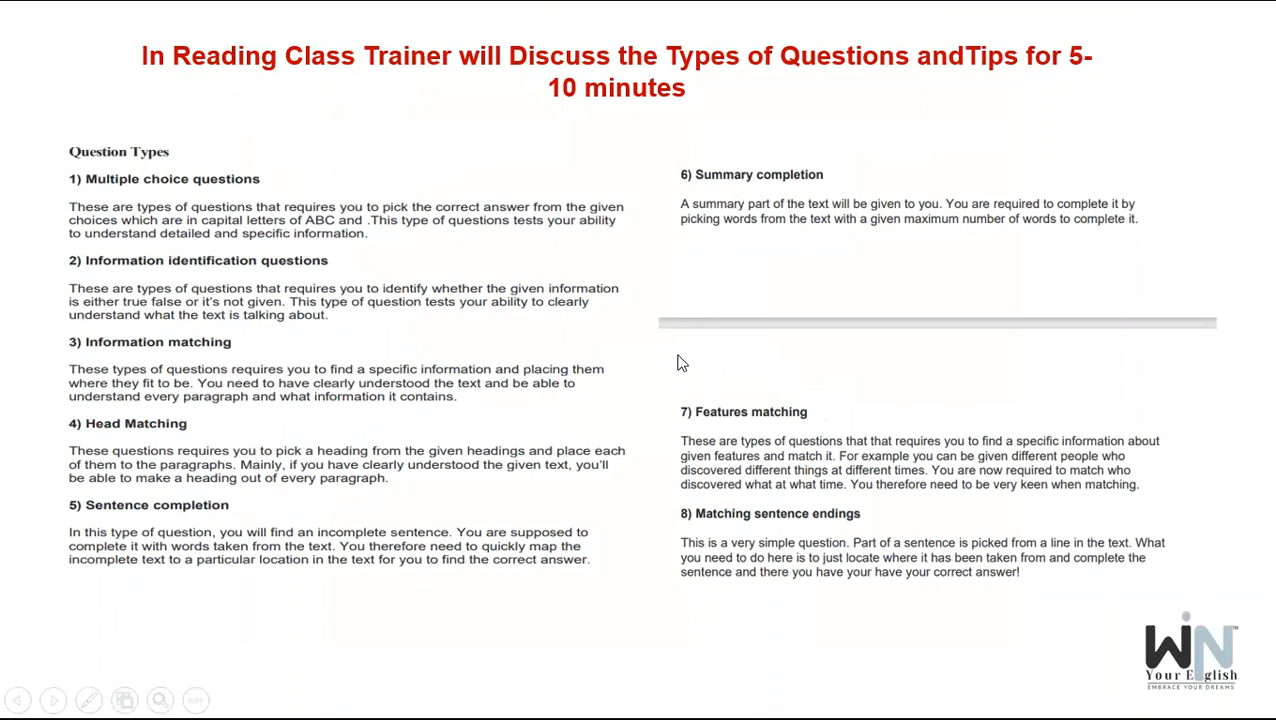 In Reading Class Trainer will Discuss the Types of Questions andTips for 5-
10 minutes
Question Types
1) Multiple choice questions
These are types of questions that requires you to pick the correct answer from the given
choices which are in capital letters of ABC and .This type of questions tests your ability
to understand detailed and specific information.
2) Information identification questions
These are types of questions that requires you to identify whether the given information
is either true false or it’s not given. This type of question tests your ability to clearly
understand what the text is talking about.
3) Information matching
These types of questions requires you to find a specific information and placing them
where they fit to be. You need to have clearly understood the text and be able to
understand every paragraph and what information it contains.
4) Head Matching
These questions requires you to pick a heading from the given headings and place each
of them to the paragraphs. Mainly, if you have clearly understood the given text, you’ll
be able to make a heading out of every paragraph.
5) Sentence completion
In this type of question, you will find an incomplete sentence. You are supposed to
complete it with words taken from the text. You therefore need to quickly map the
incomplete text to a particular location in the text for you to find the correct answer.
6) Summary completion
A summary part of the text will be given to you. You are required to complete it by
picking words from the text with a given maximum number of words to complete it.
7) Features matching
These are types of questions that that requires you to find a specific information about
given features and match it. For example you can be given different people who
discovered different things at different times. You are now required to match who
discovered what at what time. You therefore need to be very keen when matching.
8) Matching sentence endings
This is a very simple question. Part of a sentence is picked from a line in the text. What
you need to do here is to just locate where it has been taken from and complete the
sentence and there you have your have your correct answer!
WiN™
Your English
EMBRACE YOUR DREAMS